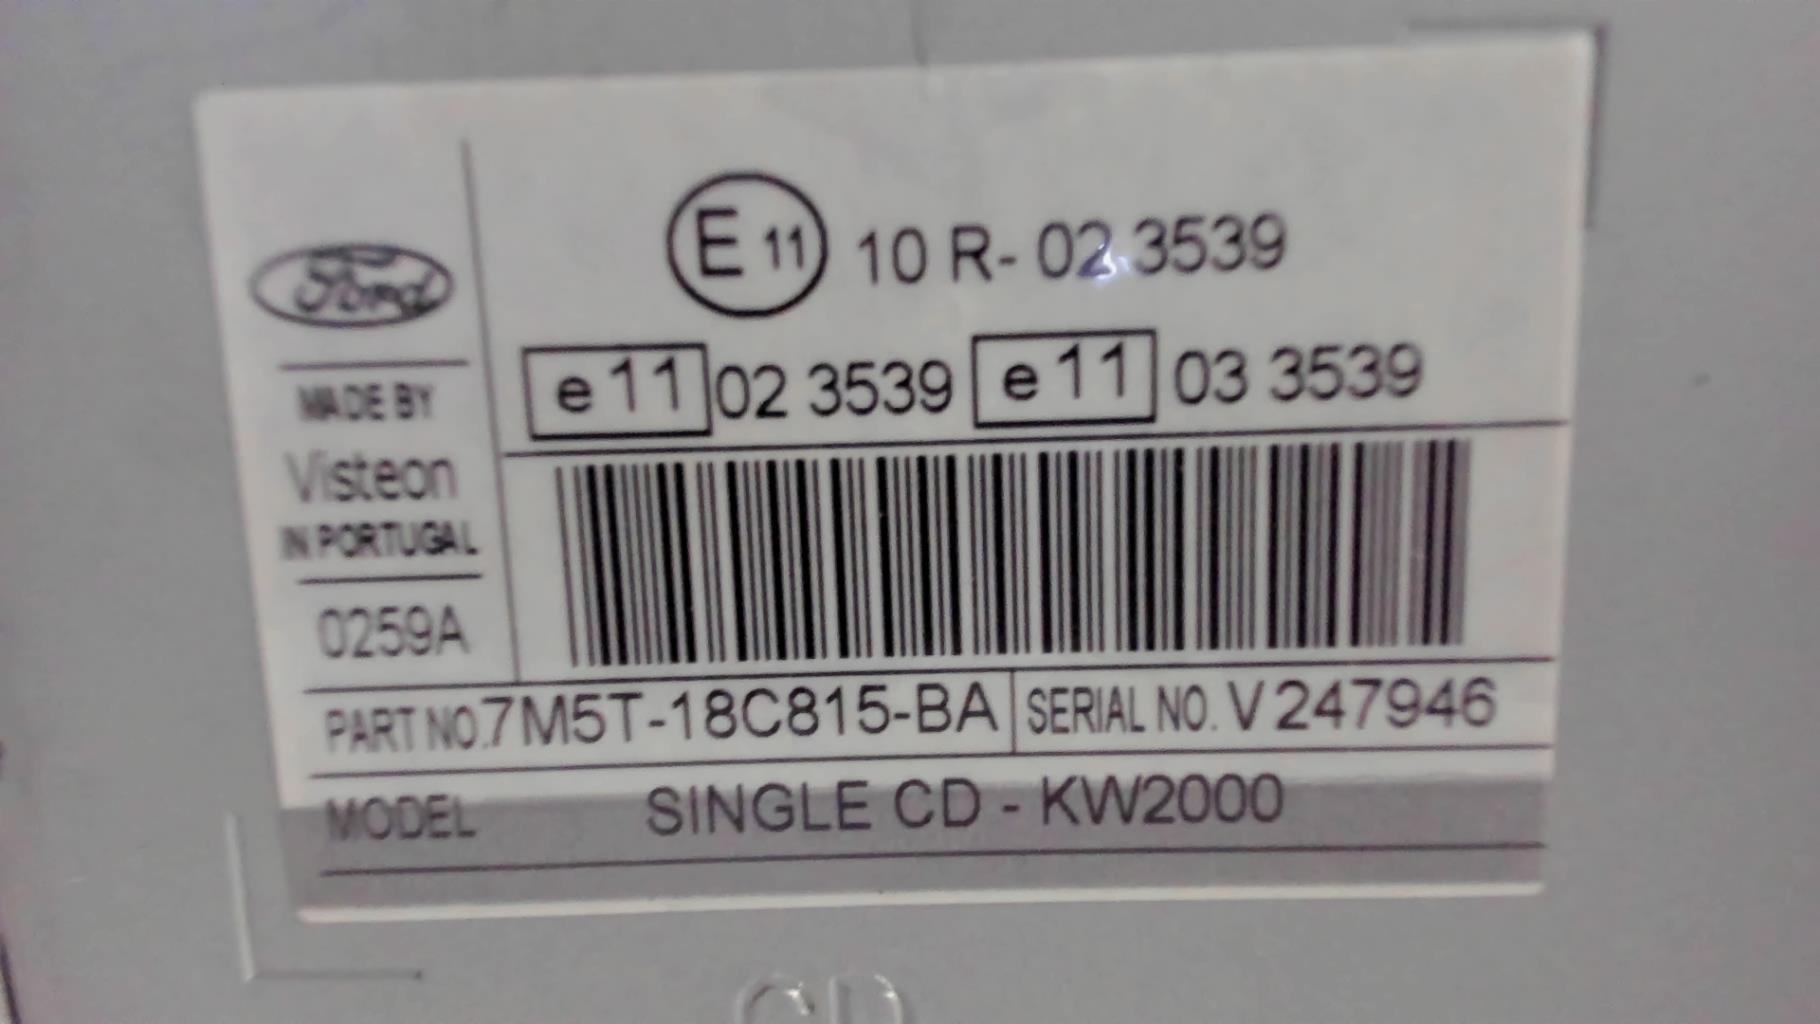 E 11 10 R- 02 3539
e 11 02 3539 e 11 03 3539
Ford
MADE BY
Visteon
IN PORTUGAL
0259A
PART NO. 7M5T-18C815-BA SERIAL NO. V 247946
MODEL SINGLE CD - KW2000
CD